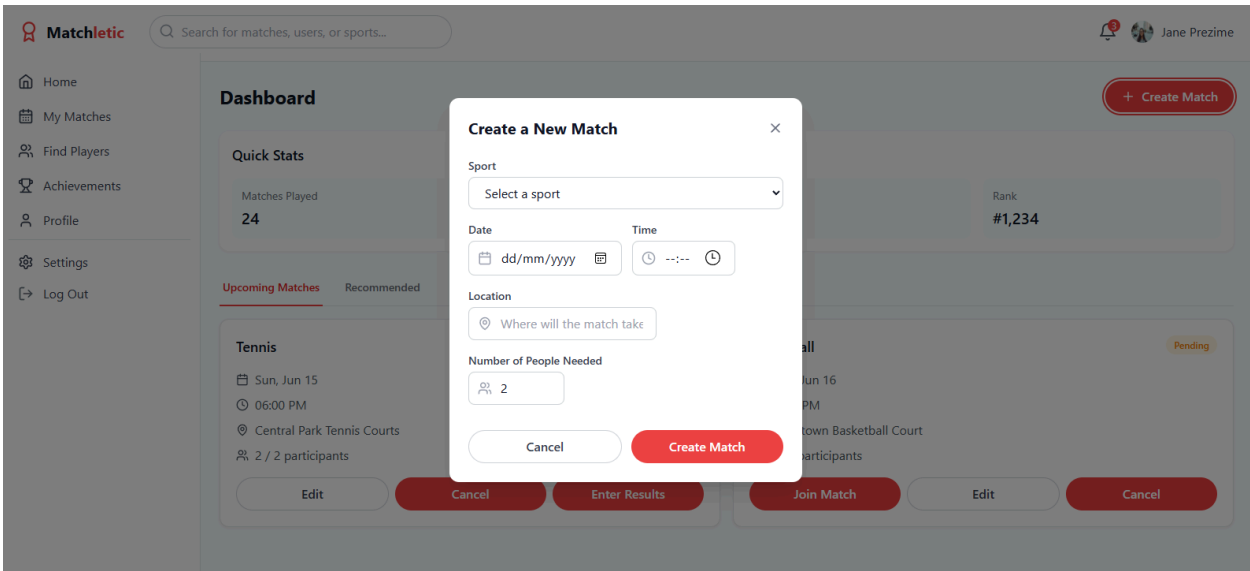 Matchletic
Search for matches, users, or sports...
3
Jane Prezime
Home
My Matches
Find Players
Achievements
Profile
Settings
Log Out
Dashboard
+ Create Match
Quick Stats
Matches Played
24
Rank
#1,234
Upcoming Matches
Recommended
Tennis
Sun, Jun 15
06:00 PM
Central Park Tennis Courts
2 / 2 participants
Edit
Cancel
Enter Results
all
Pending
Jun 16
PM
town Basketball Court
participants
Join Match
Edit
Cancel
Create a New Match
Sport
Select a sport
Date
Time
dd/mm/yyyy
--:--
Location
Where will the match take
Number of People Needed
2
Cancel
Create Match